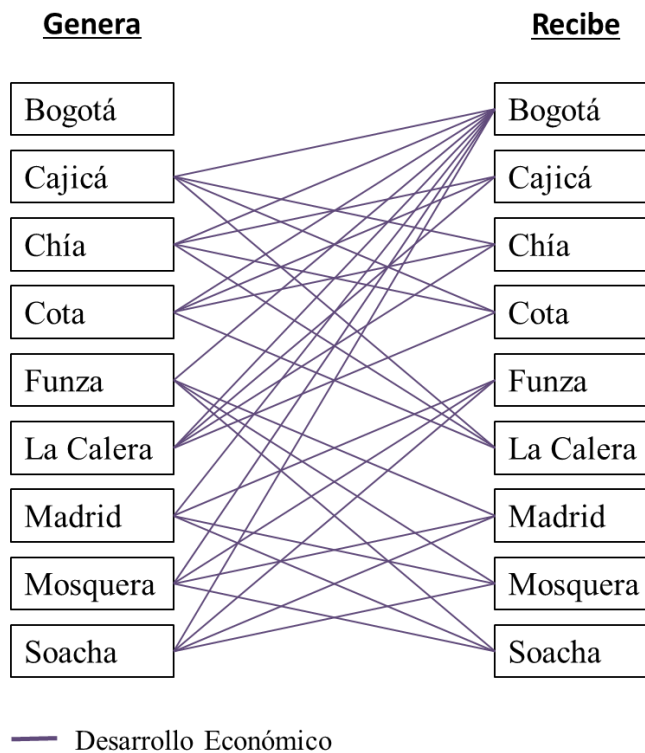 Genera
Recibe
Bogotá
Bogotá
Cajicá
Cajicá
Chía
Chía
Cota
Cota
Funza
Funza
La Calera
La Calera
Madrid
Madrid
Mosquera
Mosquera
Soacha
Soacha
Desarrollo Económico